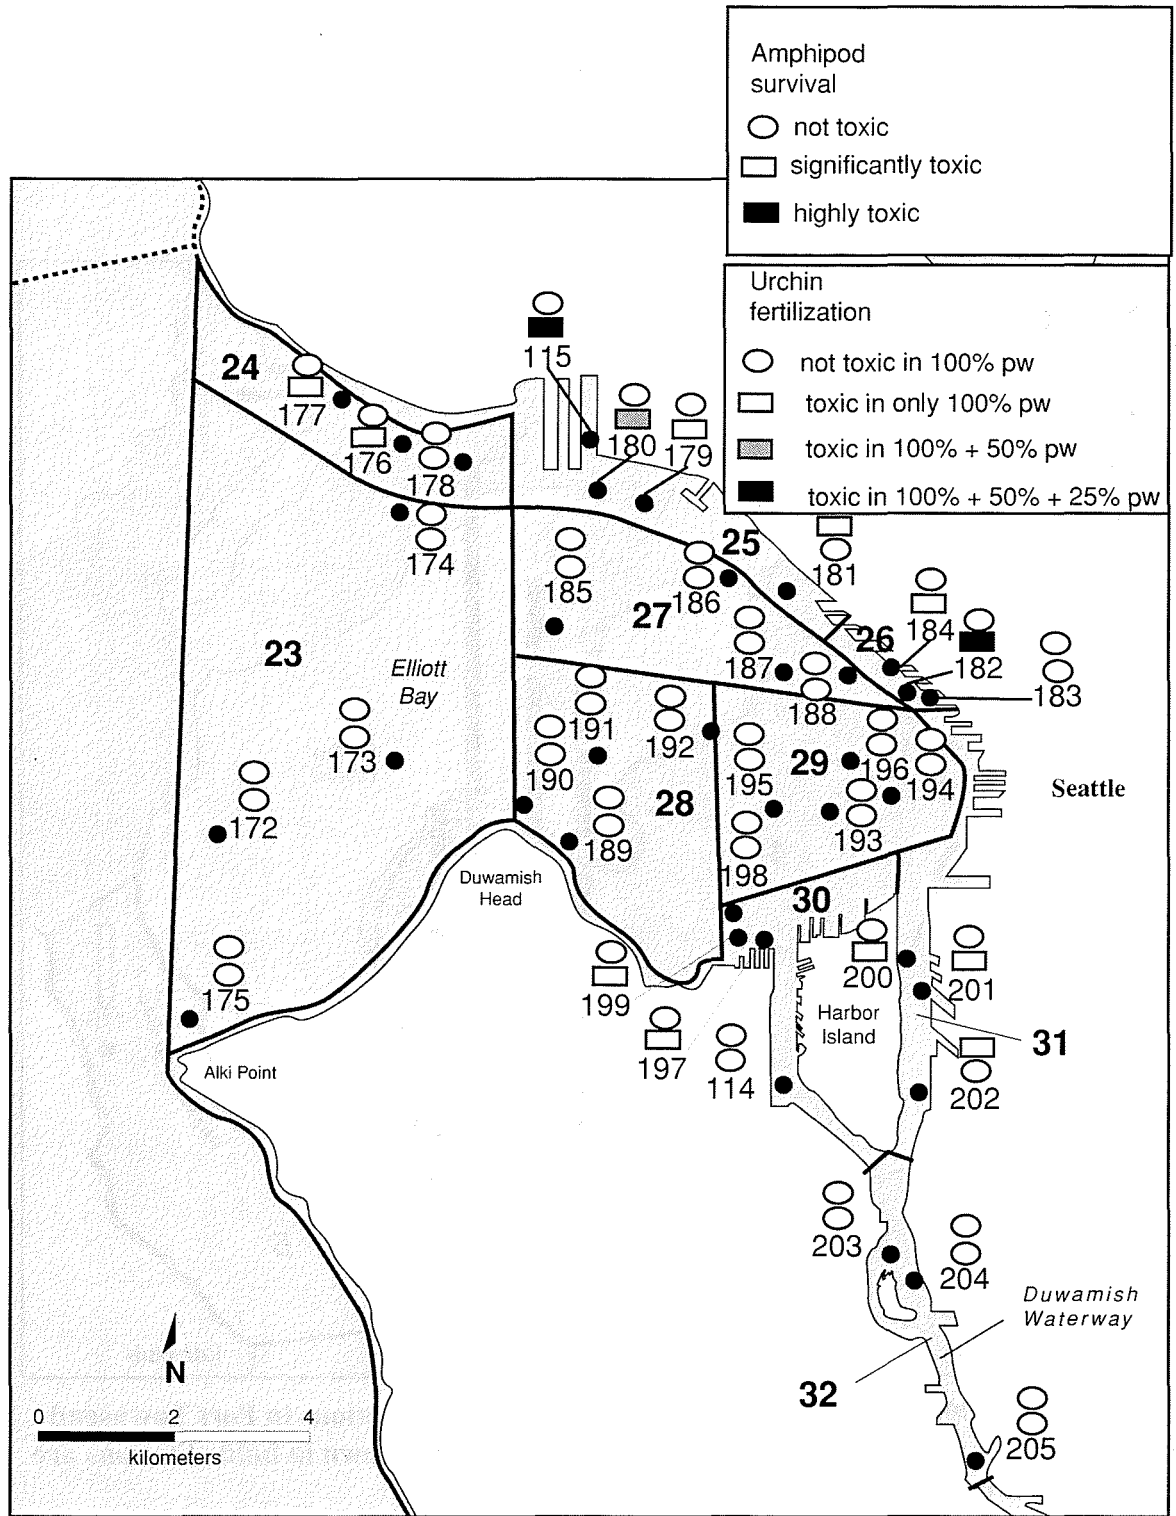 Amphipod
survival
not toxic
significantly toxic
highly toxic
Urchin
fertilization
not toxic in 100% pw
toxic in only 100% pw
toxic in 100% + 50% pw
toxic in 100% + 50% + 25% pw
115
24
177
180
179
176
178
174
25
181
185
186
27
184
26
182
187
183
23
Elliott
Bay
188
191
192
173
190
195
29
196
194
Seattle
28
172
193
189
198
Duwamish
Head
30
175
200
201
199
Harbor
Island
31
197
114
Alki Point
202
203
204
Duwamish
Waterway
N
32
0 2 4
kilometers
205